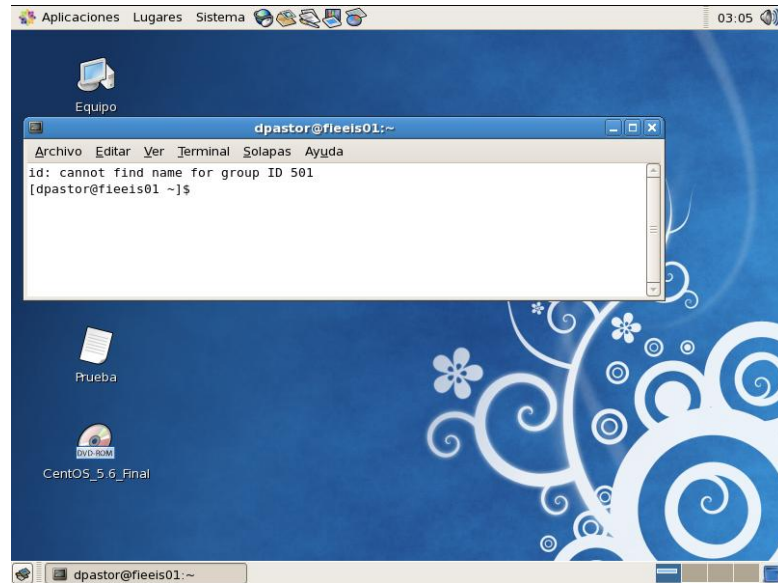 Aplicaciones Lugares Sistema 03:05
Equipo
dpastor@fieeis01:~
Archivo Editar Ver Terminal Solapas Ayuda
id: cannot find name for group ID 501
[dpastor@fieeis01 ~]$
Prueba
DVD-ROM
CentOS_5.6_Final
dpastor@fieeis01:~